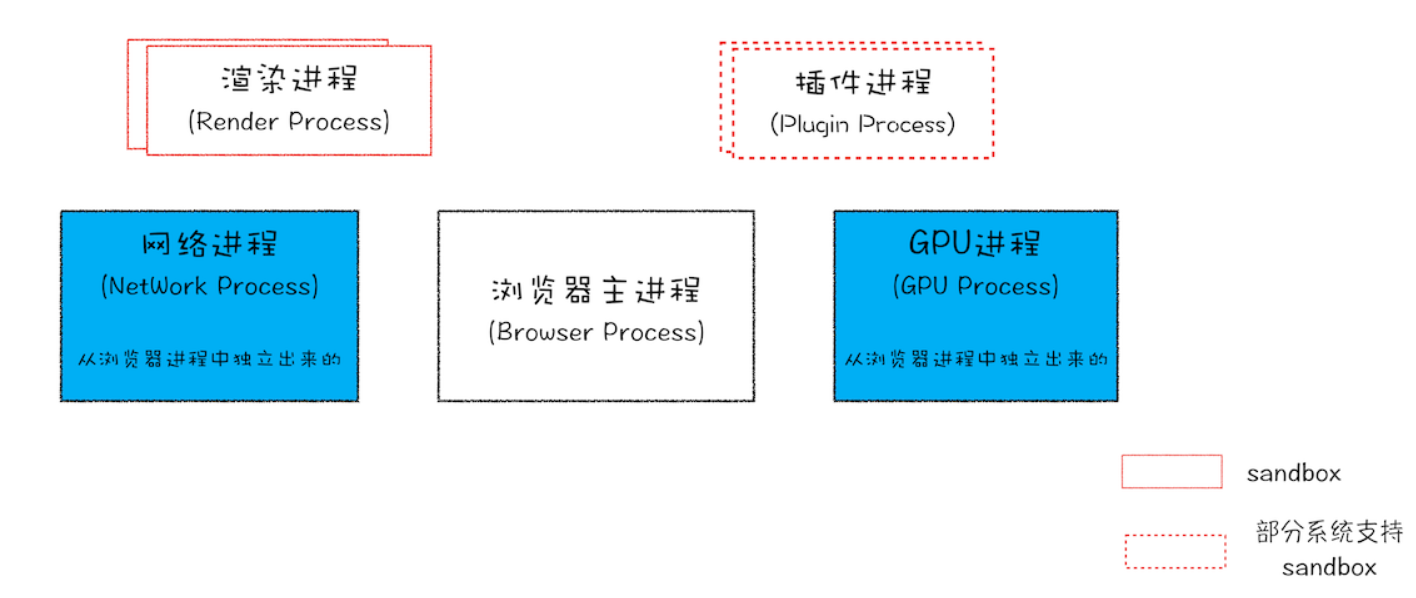 渲染进程
(Render Process)
插件进程
(Plugin Process)
网络进程
(NetWork Process)
从浏览器进程中独立出来的
浏览器主进程
(Browser Process)
GPU进程
(GPU Process)
从浏览器进程中独立出来的
sandbox
部分系统支持
sandbox